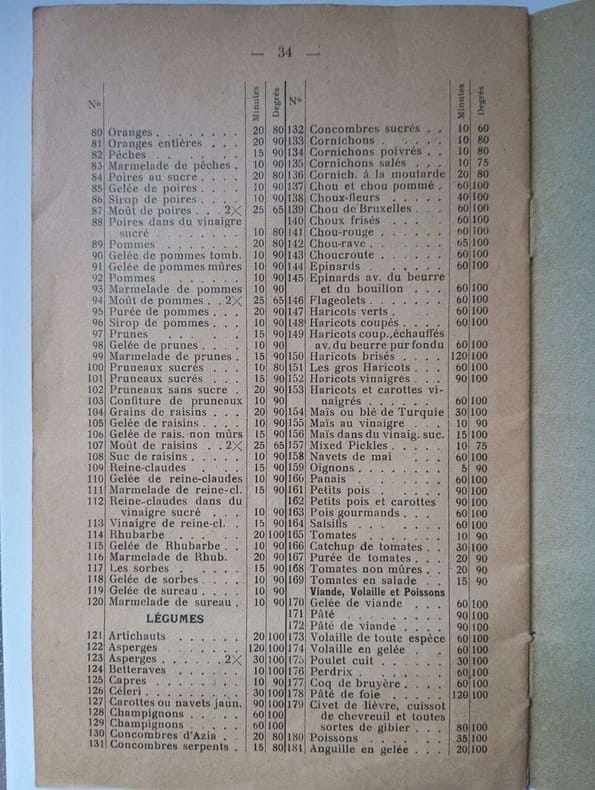 — 34 —
Nº Minutes Degrés
80 Oranges . . . . . . . 20 80
81 Oranges entières . . . 20 90
82 Pêches . . . . . . . 15 90
83 Marmelade de pêches . 10 90
84 Poires au sucre . . . . 20 80
85 Gelée de poires . . . . 10 90
86 Sirop de poires . . . . 10 90
87 Moût de poires . . 2× 25 65
88 Poires dans du vinaigre
sucré . . . . . . . 10 80
89 Pommes . . . . . . 20 80
90 Gelée de pommes tomb. 10 90
91 Gelée de pommes mûres 10 90
92 Pommes . . . . . . 10 90
93 Marmelade de pommes 10 90
94 Moût de pommes . . 2× 25 65
95 Purée de pommes . . . 20 90
96 Sirop de pommes . . . 10 90
97 Prunes . . . . . 15 90
98 Gelée de prunes . . . . 10 90
99 Marmelade de prunes . 15 90
100 Pruneaux sucrés . . . 10 80
101 Pruneaux sucrés . . . 15 90
102 Pruneaux sans sucre . 20 90
103 Confiture de pruneaux 10 90
104 Grains de raisins . . . 20 90
105 Gelée de raisins . . . . 10 90
106 Gelée de rais. non mûrs 15 90
107 Moût de raisins . . 2× 25 65
108 Suc de raisins . . . . 10 90
109 Reine-claudes . . . . 15 90
110 Gelée de reine-claudes 10 90
111 Marmelade de reine-cl. 15 90
112 Reine-claudes dans du
vinaigre sucré . . . 10 90
113 Vinaigre de reine-cl. . 15 90
114 Rhubarbe . . . . . 20 100
115 Gelée de Rhubarbe . . 10 90
116 Marmelade de Rhub. 20 90
117 Les sorbes . . . . . 15 90
118 Gelée de sorbes . . . . 10 90
119 Gelée de sureau . . . . 10 90
120 Marmelade de sureau . 10 90
LÉGUMES
121 Artichauts . . . . . . 20 100
122 Asperges . . . . . . 120 100
123 Asperges . . . . . 2× 30 100
124 Betteraves . . . . . 10 100
125 Capres . . . . . . . 10 90
126 Céleri . . . . . . . . 30 100
127 Carottes ou navets jaun. 90 100
128 Champignons . . . . 60 100
129 Champignons . . . . 60 100
130 Concombres d'Azia . . 20 80
131 Concombres serpents . 15 80
Nº Minutes Degrés
132 Concombres sucrés . . 10 60
133 Cornichons . . . . . . 10 80
134 Cornichons poivrés . . 10 80
135 Cornichons salés . . . 10 75
136 Cornich. à la moutarde 20 80
137 Chou et chou pommé . 60 100
138 Choux-fleurs . . . . . 40 100
139 Chou de Bruxelles . . . 60 100
140 Choux frisés . . . . 60 100
141 Chou-rouge . . . . . . 60 100
142 Chou-rave . . . . . . . 65 100
143 Choucroute . . . . . . 60 100
144 Epinards . . . . . 60 100
145 Epinards av. du beurre
et du bouillon . . . 60 100
146 Flageolets . . . . . . . 60 100
147 Haricots verts . . . . . 60 100
148 Haricots coupés . . . . 60 100
149 Haricots coup., échauffés
av. du beurre pur fondu 60 100
150 Haricots brisés . . . . 120 100
151 Les gros Haricots . . . 60 100
152 Haricots vinaigrés . . . 90 100
153 Haricots et carottes vi-
naigrés . . . . . . 60 100
154 Maïs ou blé de Turquie 30 100
155 Maïs au vinaigre . . . 10 90
156 Maïs dans du vinaig. suc. 15 100
157 Mixed Pickles . . . . . 10 75
158 Navets de mai . . . . 60 100
159 Oignons . . . . . . . . 5 90
160 Panais . . . . . . . 60 100
161 Petits pois . . . . . . 90 100
162 Petits pois et carottes 90 100
163 Pois gourmands . . . . 60 100
164 Salsifis . . . . . . . 60 100
165 Tomates . . . . . . 10 90
166 Catchup de tomates . . 30 100
167 Purée de tomates . . . 20 90
168 Tomates non mûres . . 20 90
169 Tomates en salade . . 15 90
Viande, Volaille et Poissons
170 Gelée de viande . . . 60 100
171 Pâté . . . . . . . 90 100
172 Pâté de viande . . . . 90 100
173 Volaille de toute espèce 60 100
174 Volaille en gelée . . . 60 100
175 Poulet cuit . . . . . . 30 100
176 Perdrix . . . . . . . 60 100
177 Coq de bruyère . . . . 60 100
178 Pâté de foie . . . . . 120 100
179 Civet de lièvre, cuissot
de chevreuil et toutes
sortes de gibier . . . 80 100
180 Poissons . . . . . . 35 100
181 Anguille en gelée . . . 20 100